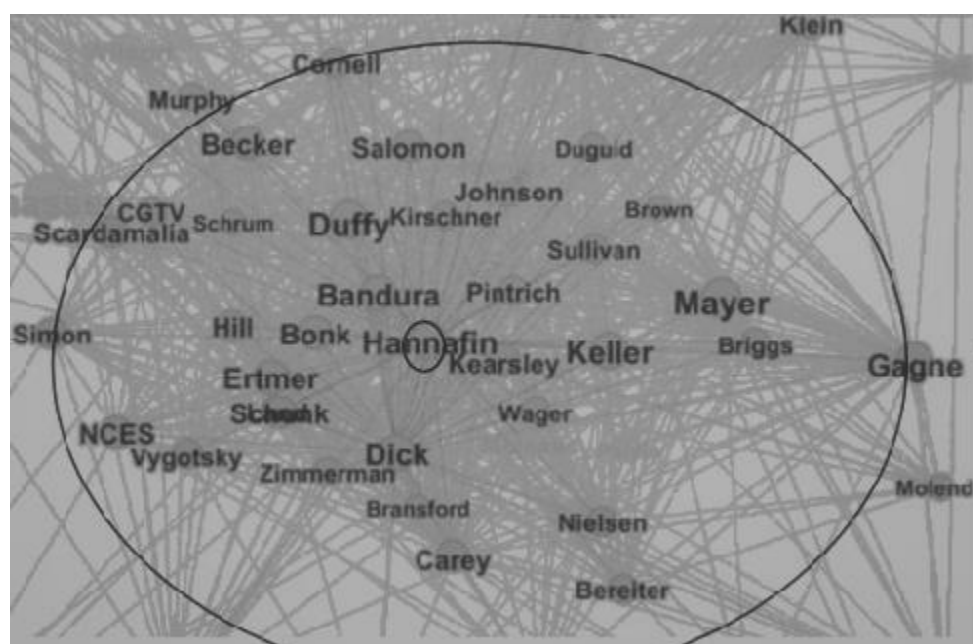 Klein
Cornell
Murphy
Becker
Salomon
Duguid
Johnson
CGTV
Schrum
Duffy
Kirschner
Brown
Scardamalia
Sullivan
Bandura
Pintrich
Mayer
Simon
Hill
Bonk
Hannafin
Keller
Briggs
Kearsley
Gagne
Ertmer
Wager
NCES
Vygotsky
Dick
Zimmerman
Molend
Bransford
Nielsen
Carey
Bereiter